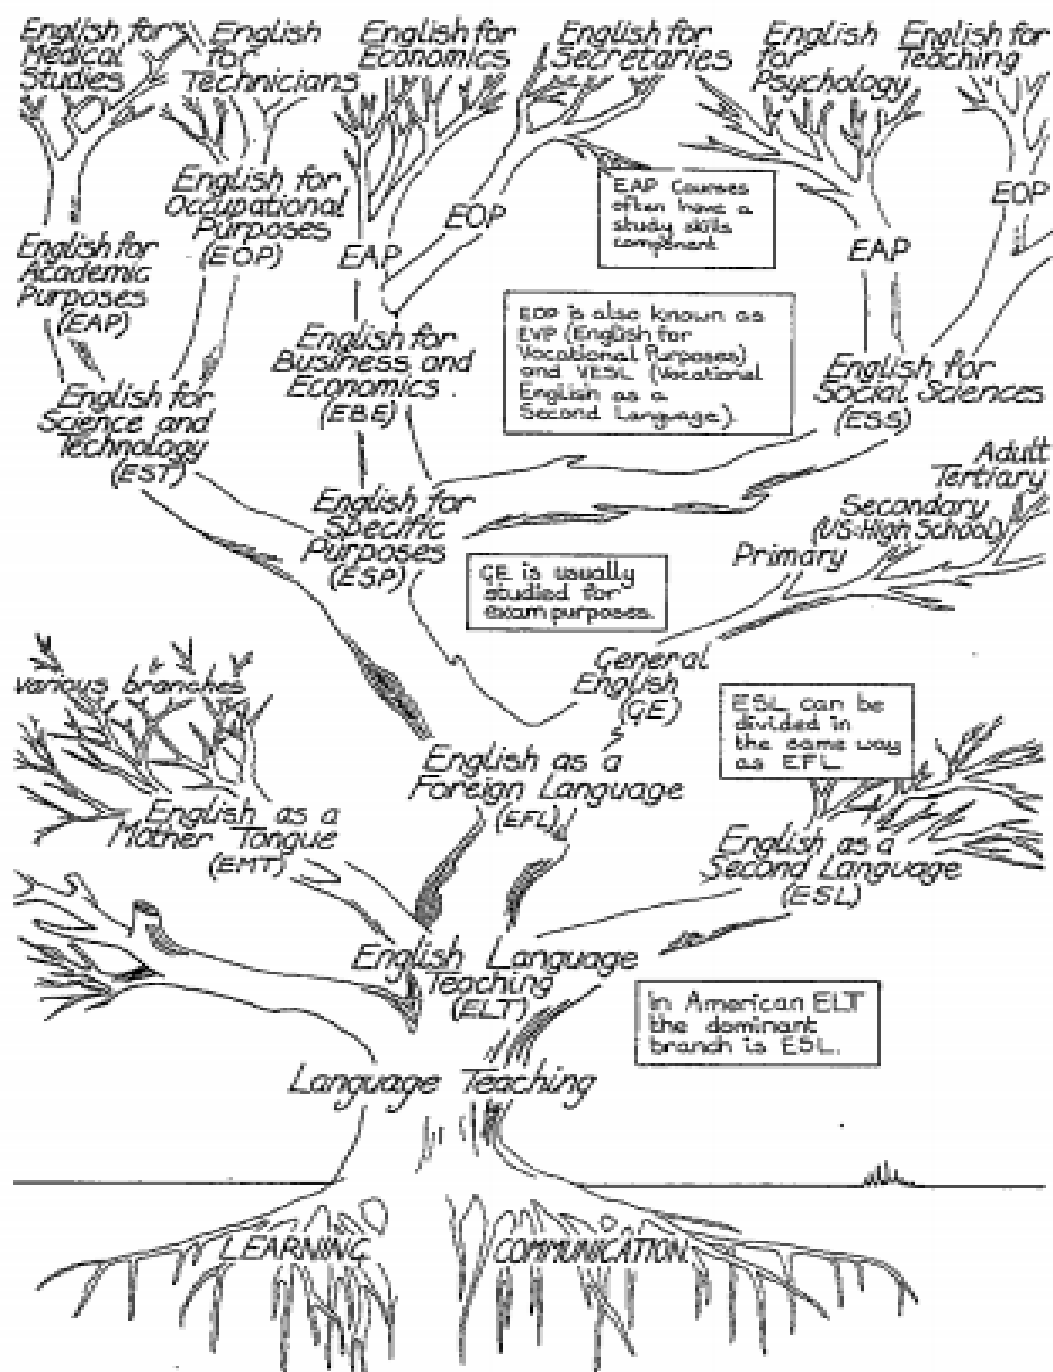 English for
Medical
Studies
English
for
Technicians
English for
Economics
English for
Secretaries
English
for
Psychology
English for
Teaching
English for
Occupational
Purposes
(EOP)
English for
Academic
Purposes
(EAP)
EAP
EOP
EAP Courses
often have a
study skills
component
EAP
EOP
English for
Science and
Technology
(EST)
English for
Business and
Economics
(EBE)
EOP is also known as
EVP (English for
Vocational Purposes)
and VESL (Vocational
English as a
Second Language).
English for
Social Sciences
(ESS)
English for
Specific
Purposes
(ESP)
Adult
Tertiary
Secondary
(US:High School)
Primary
GE is usually
studied for
exam purposes.
General
English
(GE)
various branches
English as a
Mother Tongue
(EMT)
English as a
Foreign Language
(EFL)
ESL can be
divided in
the same way
as EFL.
English as a
Second Language
(ESL)
English Language
Teaching
(ELT)
In American ELT
the dominant
branch is ESL.
Language Teaching
LEARNING
COMMUNICATION